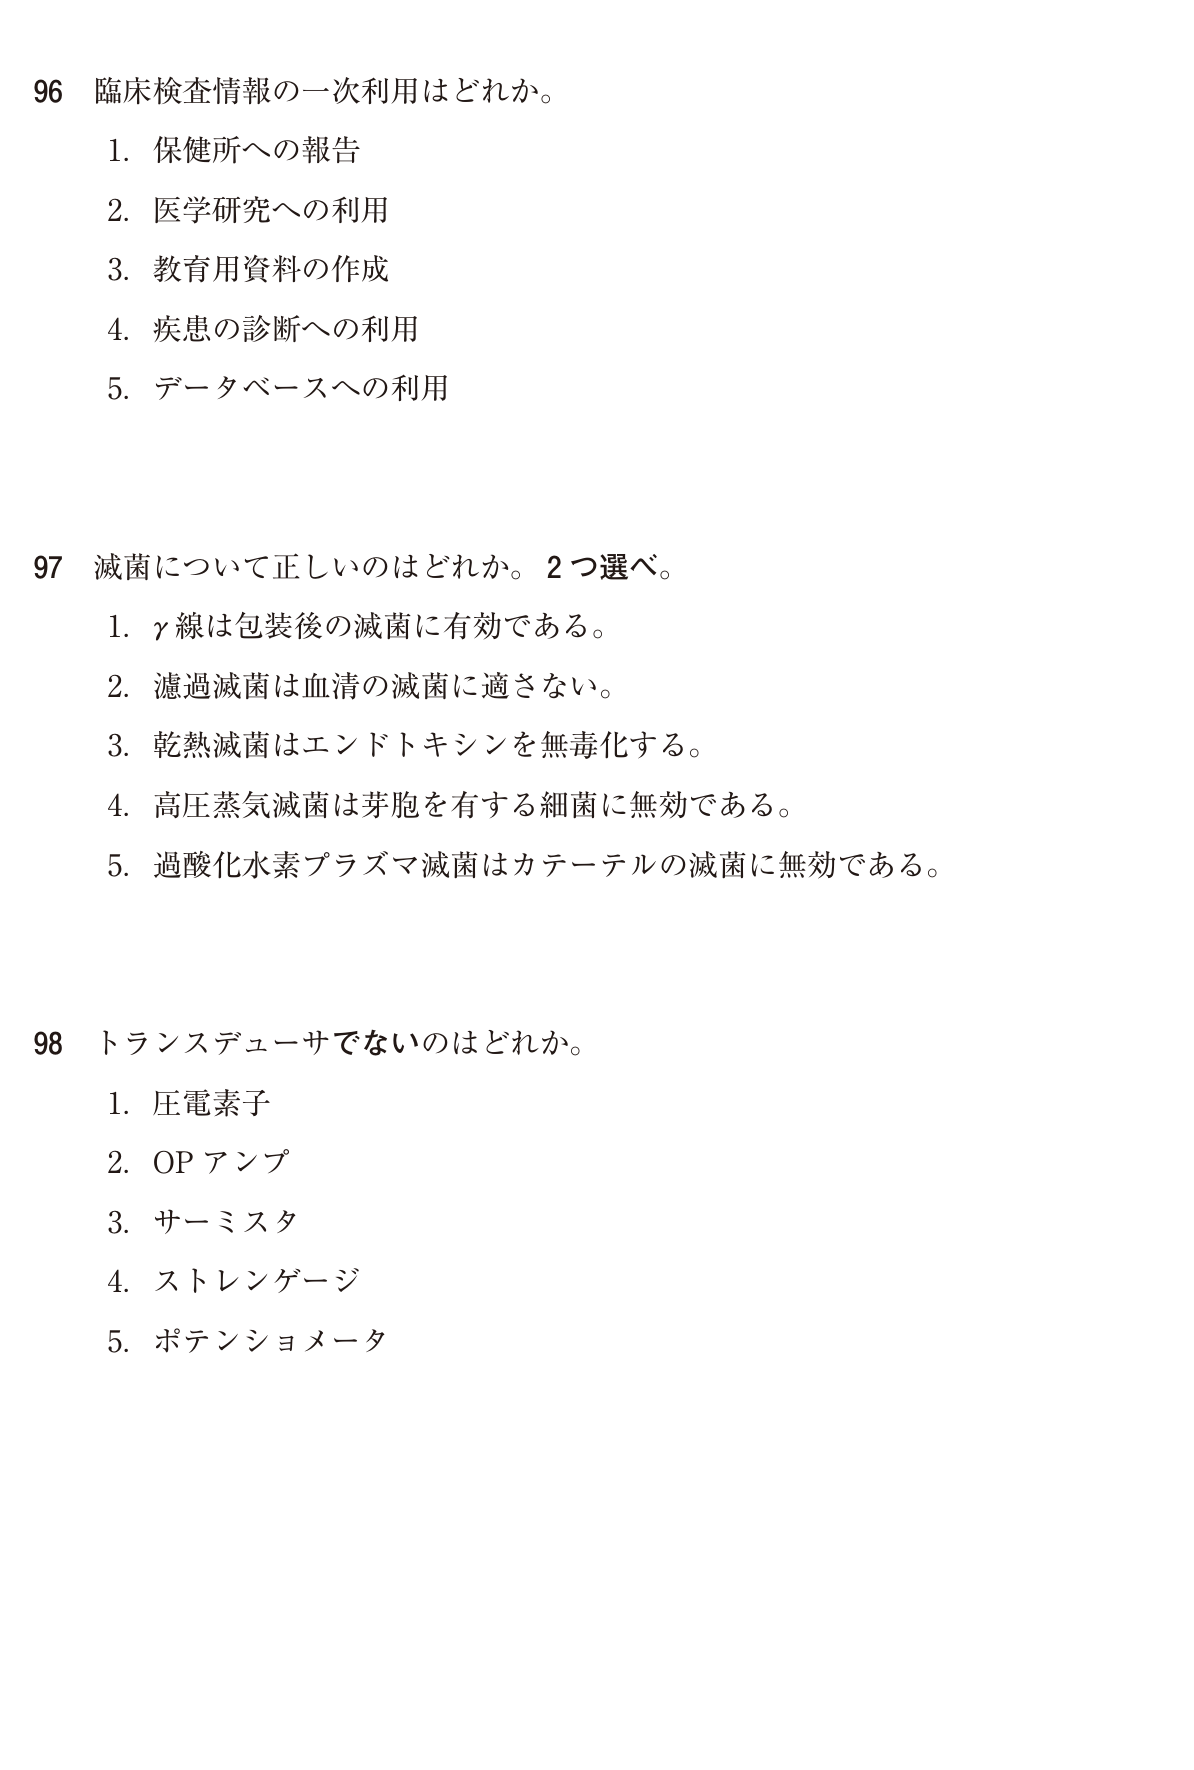 96 臨床検査情報の一次利用はどれか。
1. 保健所への報告
2. 医学研究への利用
3. 教育用資料の作成
4. 疾患の診断への利用
5. データベースへの利用
97 滅菌について正しいのはどれか。2つ選べ。
1. γ線は包装後の滅菌に有効である。
2. 濾過滅菌は血清の滅菌に適さない。
3. 乾熱滅菌はエンドトキシンを無毒化する。
4. 高圧蒸気滅菌は芽胞を有する細菌に無効である。
5. 過酸化水素プラズマ滅菌はカテーテルの滅菌に無効である。
98 トランスデューサでないのはどれか。
1. 圧電素子
2. OPアンプ
3. サーミスタ
4. ストレンゲージ
5. ポテンショメータ